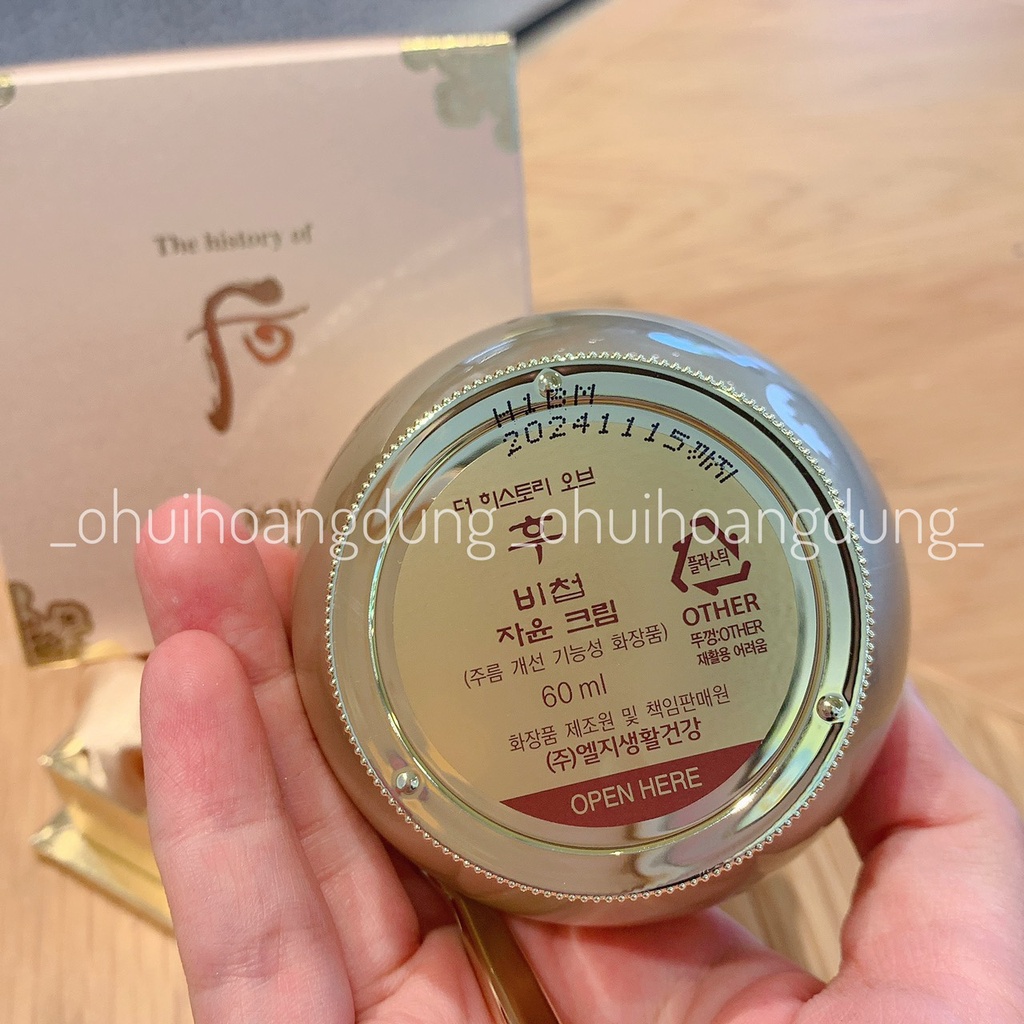 The history of
后
W1BM
20241115까지
더 히스토리 오브
_ohuihoangdung_ohuihoangdung_
후
비첩
자윤 크림
(주름 개선 기능성 화장품)
60 ml
화장품 제조원 및 책임판매원
(주)엘지생활건강
OPEN HERE
플라스틱
OTHER
뚜껑:OTHER
재활용 어려움